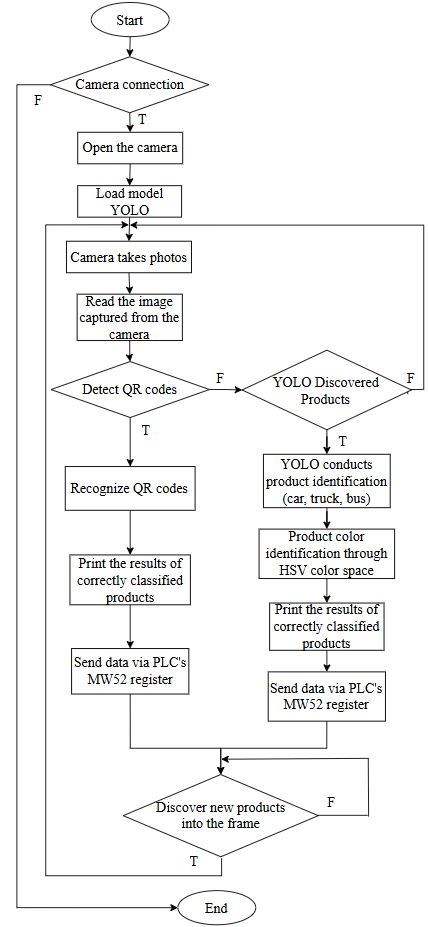 Start
Camera connection
F
T
Open the camera
Load model
YOLO
Camera takes photos
Read the image
captured from the
camera
Detect QR codes
F
YOLO Discovered
Products
F
T
T
Recognize QR codes
YOLO conducts
product identification
(car, truck, bus)
Product color
identification through
HSV color space
Print the results of
correctly classified
products
Print the results of
correctly classified
products
Send data via PLC's
MW52 register
Send data via PLC's
MW52 register
Discover new products
into the frame
F
T
End